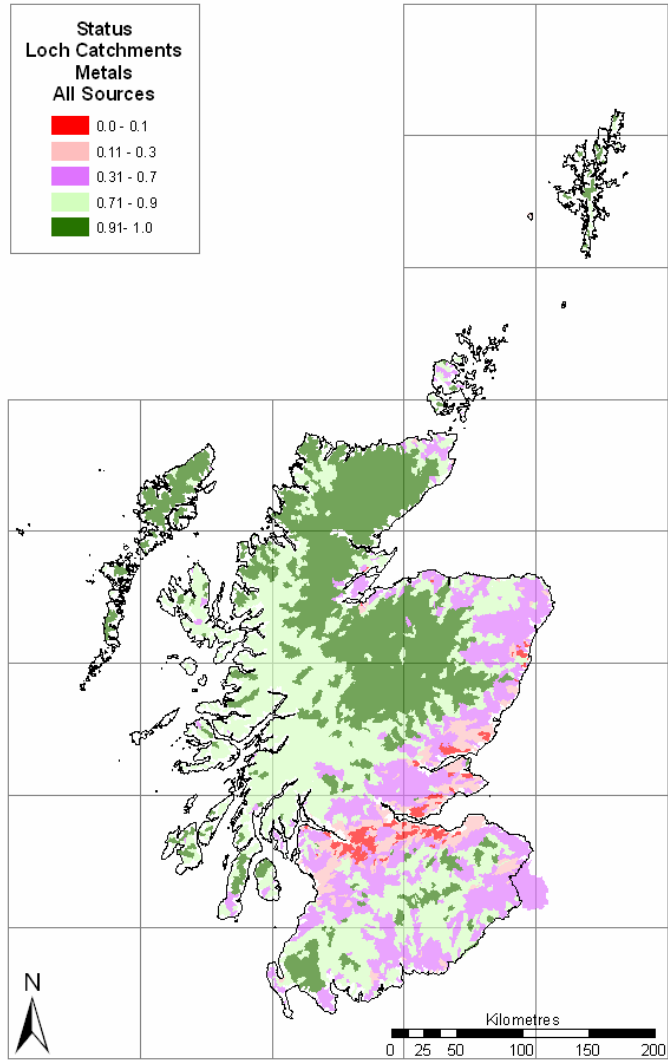 Status
Loch Catchments
Metals
All Sources
0.0 - 0.1
0.11 - 0.3
0.31 - 0.7
0.71 - 0.9
0.91- 1.0
N
Kilometres
0 25 50 100 150 200